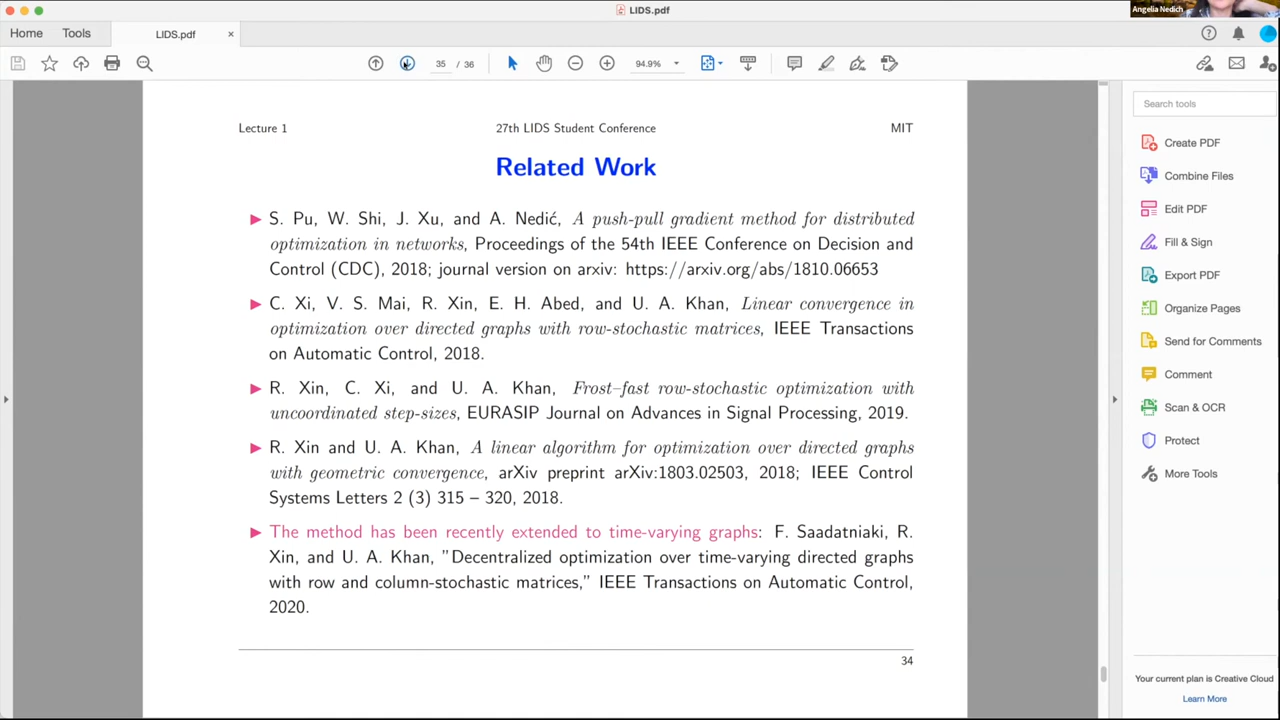 LIDS.pdf
Angelia Nedich
Home Tools LIDS.pdf ×
35 / 36 94.9%
Search tools
Lecture 1 27th LIDS Student Conference MIT
Related Work
▶ S. Pu, W. Shi, J. Xu, and A. Nedić, A push-pull gradient method for distributed
optimization in networks, Proceedings of the 54th IEEE Conference on Decision and
Control (CDC), 2018; journal version on arxiv: https://arxiv.org/abs/1810.06653
▶ C. Xi, V. S. Mai, R. Xin, E. H. Abed, and U. A. Khan, Linear convergence in
optimization over directed graphs with row-stochastic matrices, IEEE Transactions
on Automatic Control, 2018.
▶ R. Xin, C. Xi, and U. A. Khan, Frost–fast row-stochastic optimization with
uncoordinated step-sizes, EURASIP Journal on Advances in Signal Processing, 2019.
▶ R. Xin and U. A. Khan, A linear algorithm for optimization over directed graphs
with geometric convergence, arXiv preprint arXiv:1803.02503, 2018; IEEE Control
Systems Letters 2 (3) 315 – 320, 2018.
▶ The method has been recently extended to time-varying graphs: F. Saadatniaki, R.
Xin, and U. A. Khan, "Decentralized optimization over time-varying directed graphs
with row and column-stochastic matrices," IEEE Transactions on Automatic Control,
2020.
34
Create PDF
Combine Files
Edit PDF
Fill & Sign
Export PDF
Organize Pages
Send for Comments
Comment
Scan & OCR
Protect
More Tools
Your current plan is Creative Cloud
Learn More